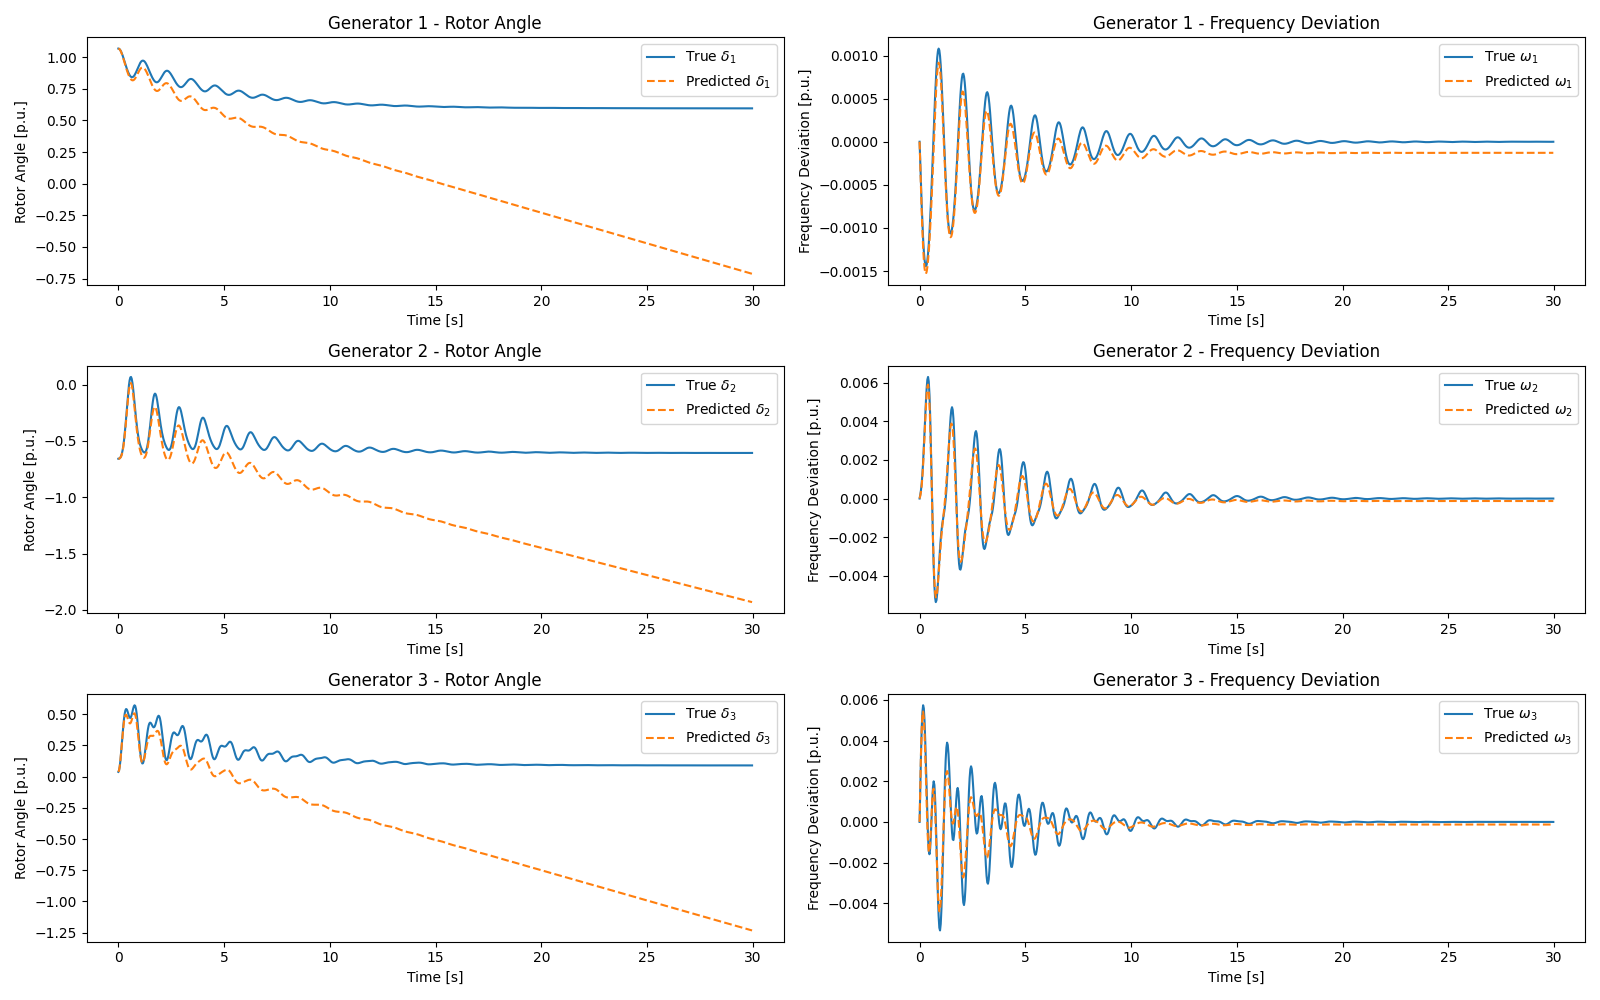 Generator 1 - Rotor Angle
Rotor Angle [p.u.]
1.00
0.75
0.50
0.25
0.00
−0.25
−0.50
−0.75
True δ1
Predicted δ1
0 5 10 15 20 25 30
Time [s]
Generator 1 - Frequency Deviation
Frequency Deviation [p.u.]
0.0010
0.0005
0.0000
−0.0005
−0.0010
−0.0015
True ω1
Predicted ω1
0 5 10 15 20 25 30
Time [s]
Generator 2 - Rotor Angle
Rotor Angle [p.u.]
0.0
−0.5
−1.0
−1.5
−2.0
True δ2
Predicted δ2
0 5 10 15 20 25 30
Time [s]
Generator 2 - Frequency Deviation
Frequency Deviation [p.u.]
0.006
0.004
0.002
0.000
−0.002
−0.004
True ω2
Predicted ω2
0 5 10 15 20 25 30
Time [s]
Generator 3 - Rotor Angle
Rotor Angle [p.u.]
0.50
0.25
0.00
−0.25
−0.50
−0.75
−1.00
−1.25
True δ3
Predicted δ3
0 5 10 15 20 25 30
Time [s]
Generator 3 - Frequency Deviation
Frequency Deviation [p.u.]
0.006
0.004
0.002
0.000
−0.002
−0.004
True ω3
Predicted ω3
0 5 10 15 20 25 30
Time [s]